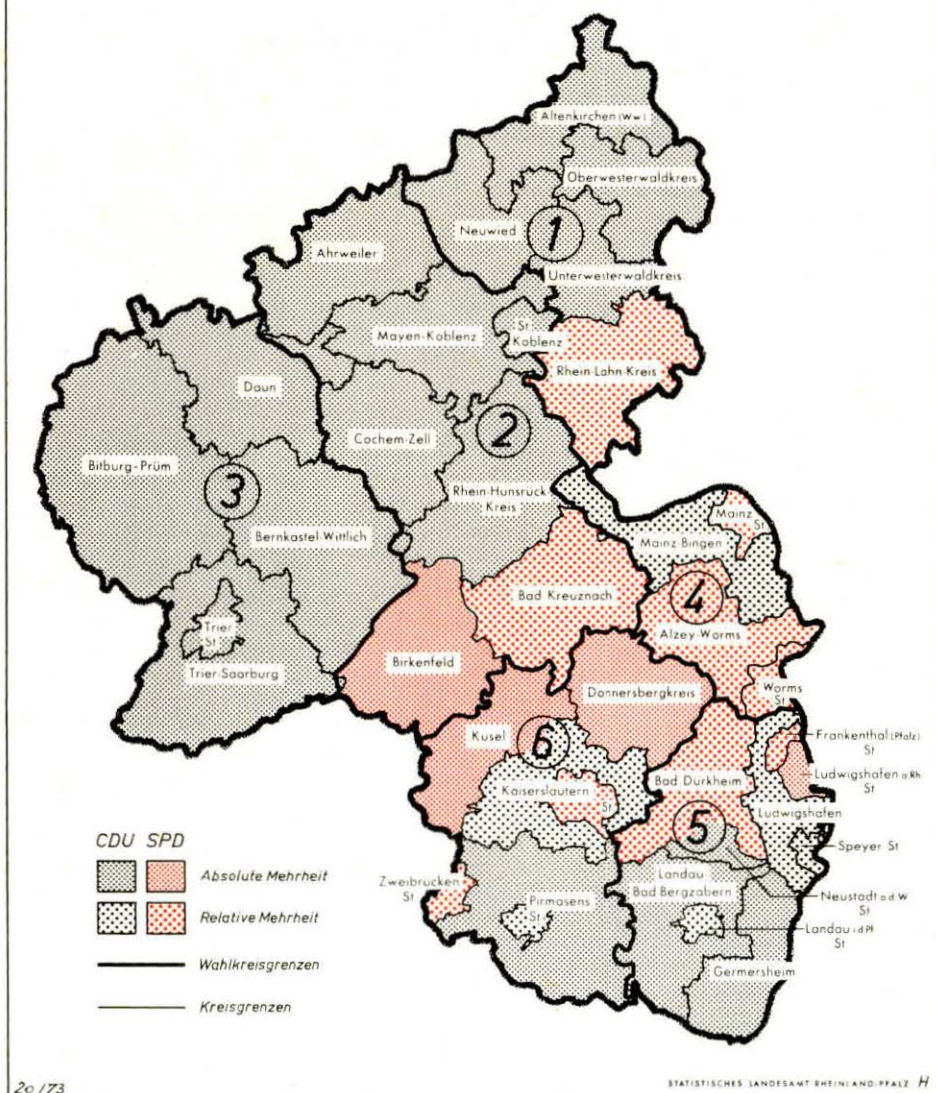 Altenkirchen (Ww)
Oberwesterwaldkreis
Neuwied
1
Ahrweiler
Unterwesterwaldkreis
Mayen-Koblenz
St.
Koblenz
Rhein-Lahn-Kreis
Daun
Cochem-Zell
2
Bitburg-Prüm
3
Rhein-Hunsrück
Kreis
Mainz
St
Bernkastel-Wittlich
Mainz-Bingen
Bad Kreuznach
4
Trier
St
Alzey-Worms
Trier-Saarburg
Birkenfeld
Donnersbergkreis
Worms
St
Kusel
6
Frankenthal (Pfalz)
St
Bad Dürkheim
Ludwigshafen a Rh
St
Kaiserslautern
St
Ludwigshafen
5
Speyer St
CDU SPD
Absolute Mehrheit
Relative Mehrheit
Wahlkreisgrenzen
Kreisgrenzen
Zweibrücken
St
Pirmasens
St
Landau
Bad Bergzabern
Neustadt a d W
St
Landau i d Pf
St
Germersheim
20/73
STATISTISCHES LANDESAMT RHEINLAND-PFALZ H